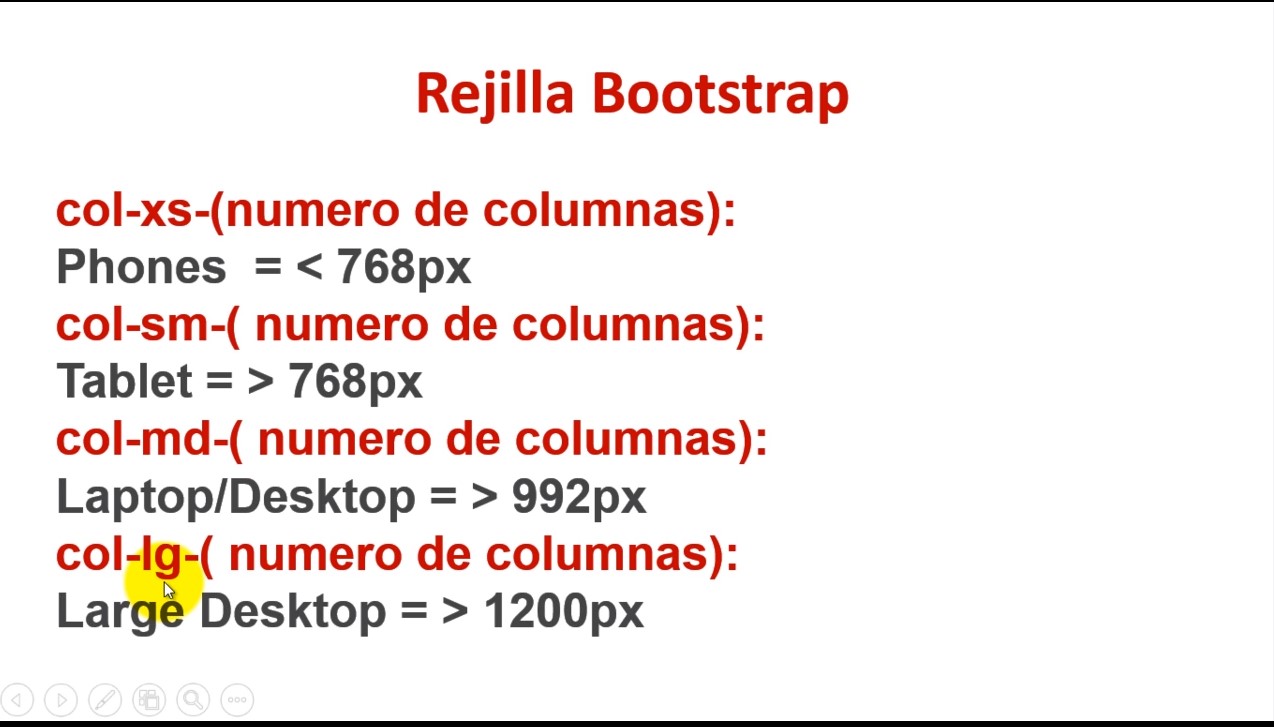 Rejilla Bootstrap
col-xs-(numero de columnas):
Phones = < 768px
col-sm-( numero de columnas):
Tablet = > 768px
col-md-( numero de columnas):
Laptop/Desktop = > 992px
col-lg-( numero de columnas):
Large Desktop = > 1200px